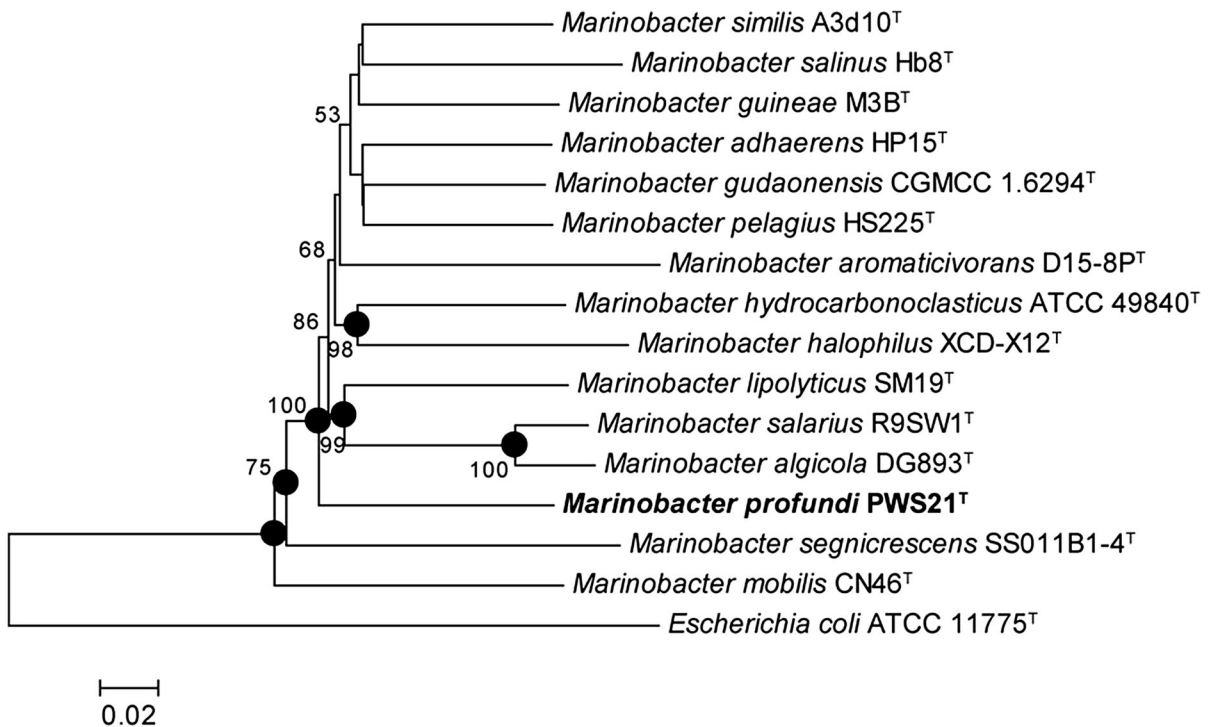 Marinobacter similis A3d10ᵀ
Marinobacter salinus Hb8ᵀ
Marinobacter guineae M3Bᵀ
53
Marinobacter adhaerens HP15ᵀ
Marinobacter gudaonensis CGMCC 1.6294ᵀ
Marinobacter pelagius HS225ᵀ
68
Marinobacter aromaticivorans D15-8Pᵀ
Marinobacter hydrocarbonoclasticus ATCC 49840ᵀ
86
98
Marinobacter halophilus XCD-X12ᵀ
Marinobacter lipolyticus SM19ᵀ
100
Marinobacter salarius R9SW1ᵀ
99
Marinobacter algicola DG893ᵀ
75
100
Marinobacter profundi PWS21ᵀ
Marinobacter segnicrescens SS011B1-4ᵀ
Marinobacter mobilis CN46ᵀ
Escherichia coli ATCC 11775ᵀ
0.02